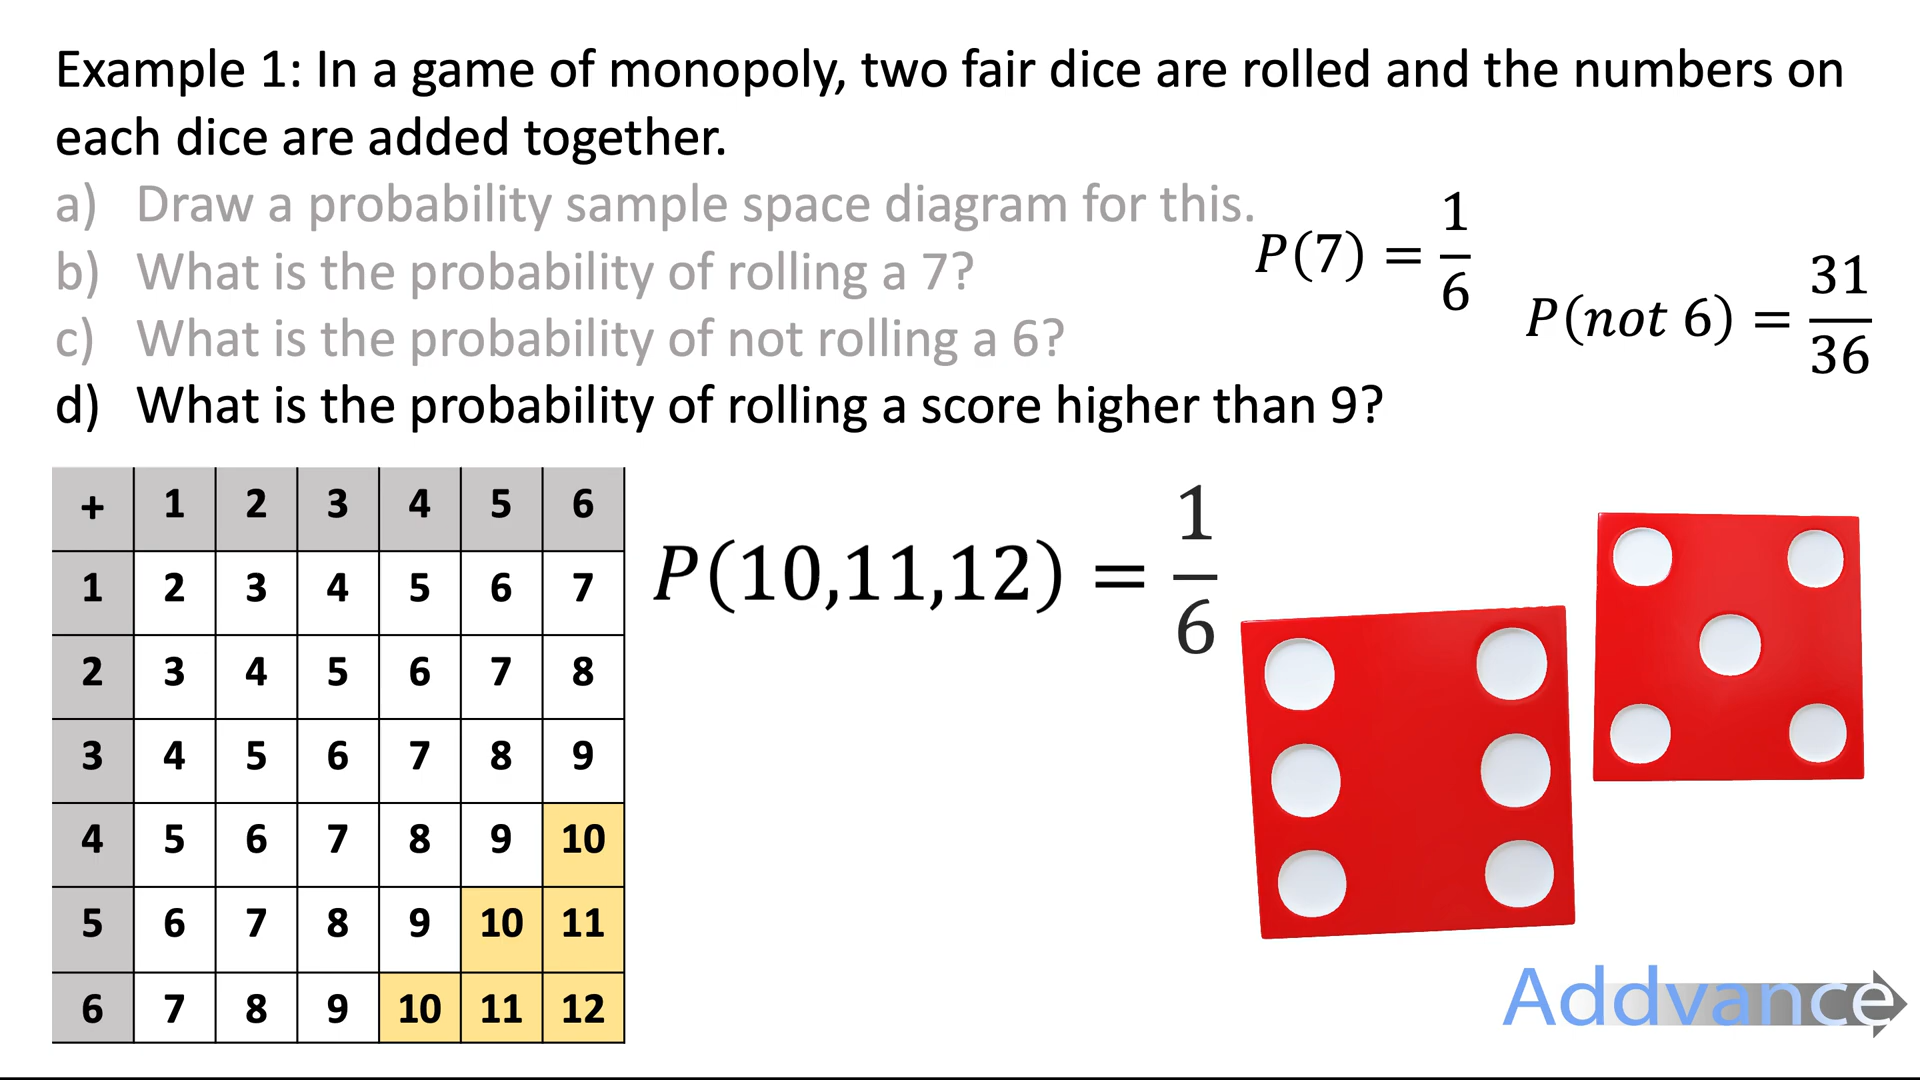 Example 1: In a game of monopoly, two fair dice are rolled and the numbers on
each dice are added together.
a) Draw a probability sample space diagram for this.
b) What is the probability of rolling a 7?
P(7) = 1/6
c) What is the probability of not rolling a 6?
P(not 6) = 31/36
d) What is the probability of rolling a score higher than 9?
+ 1 2 3 4 5 6
1 2 3 4 5 6 7
2 3 4 5 6 7 8
3 4 5 6 7 8 9
4 5 6 7 8 9 10
5 6 7 8 9 10 11
6 7 8 9 10 11 12
P(10,11,12) = 1/6
Addvance